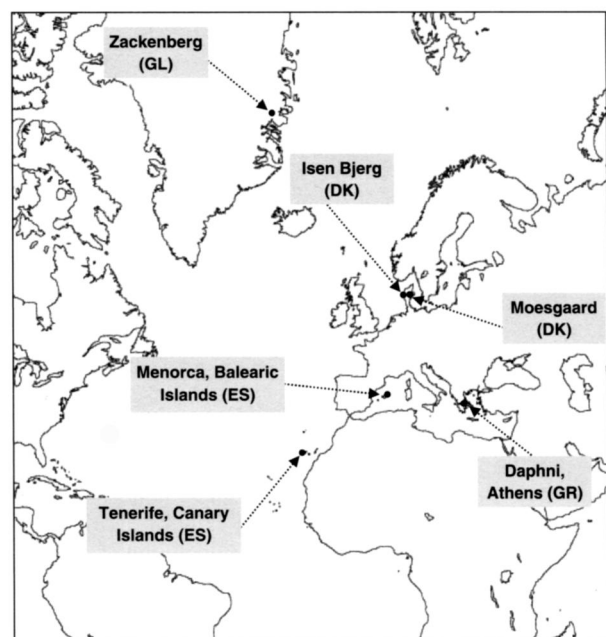 Zackenberg
(GL)
Isen Bjerg
(DK)
Moesgaard
(DK)
Menorca, Balearic
Islands (ES)
Daphni,
Athens (GR)
Tenerife, Canary
Islands (ES)